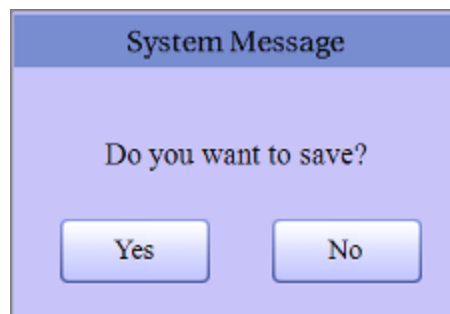 System Message
Do you want to save?
Yes No